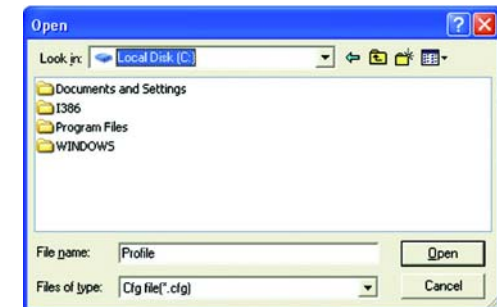 Open
Look in: Local Disk (C:)
Documents and Settings
I386
Program Files
WINDOWS
File name: Profile Open
Files of type: Cfg file(*.cfg) Cancel